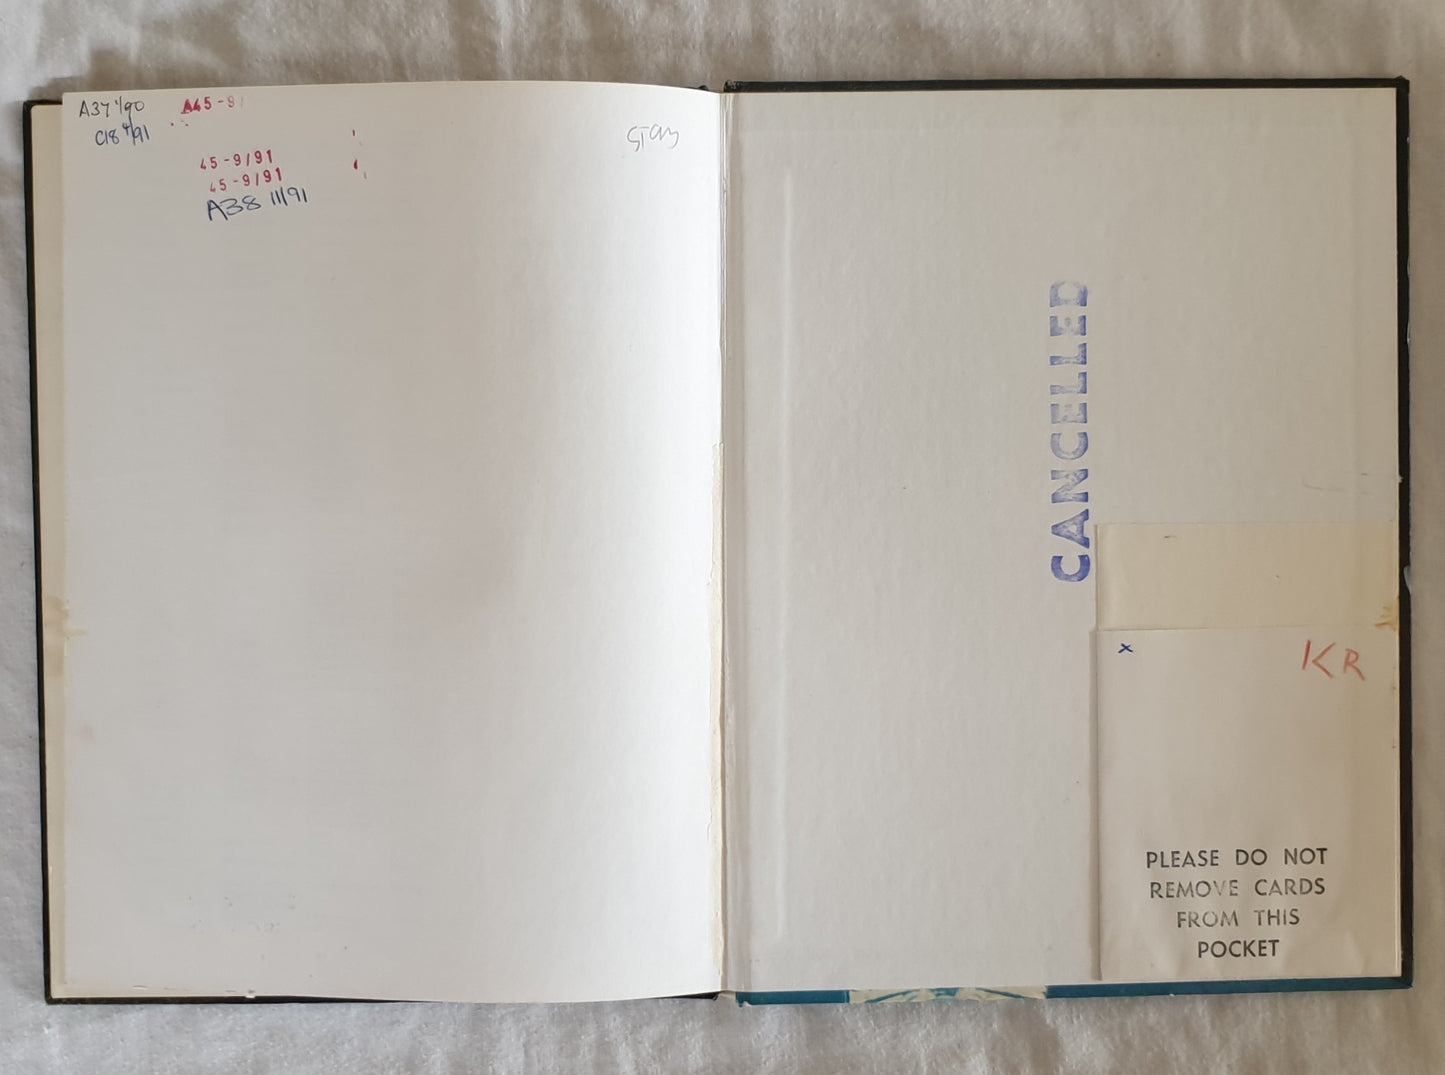 A37 1/90
A45-9
C18 4/91
45-9/91
45-9/91
A38 11/91
CANCELLED
x
KR
PLEASE DO NOT
REMOVE CARDS
FROM THIS
POCKET